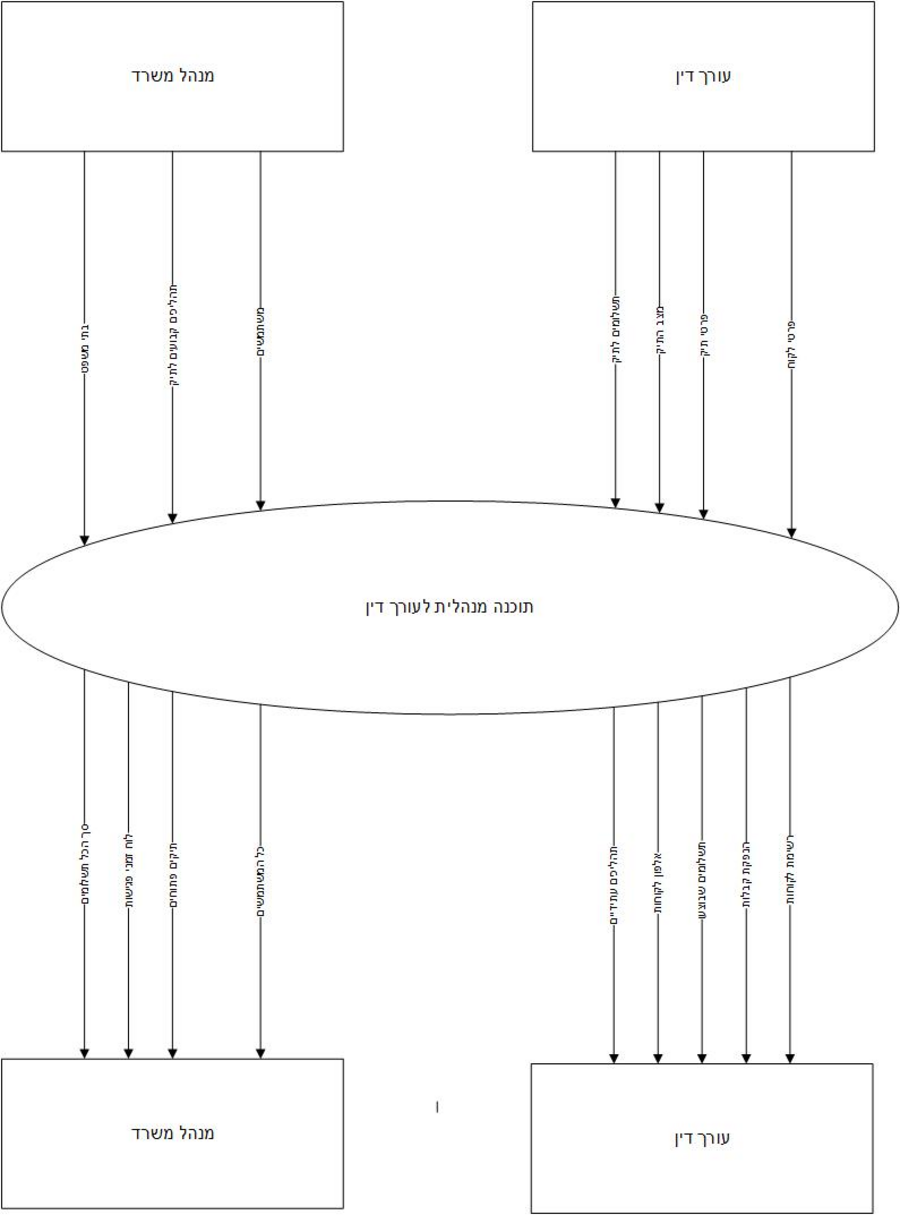 עורך דין
מנהל משרד
פרטי לקוח
פרטי תיק
מצב התיק
תשלומים לתיק
משתמשים
תהליכים קבועים לתיק
בתי משפט
תוכנה מנהלית לעורך דין
רשימת לקוחות
הנפקת קבלות
תשלומים שבוצעו
אלפון לקוחות
תהליכים עתידיים
כל המשתמשים
תיקים פתוחים
לוח זמני פגישות
סך הכל תשלומים
עורך דין
מנהל משרד